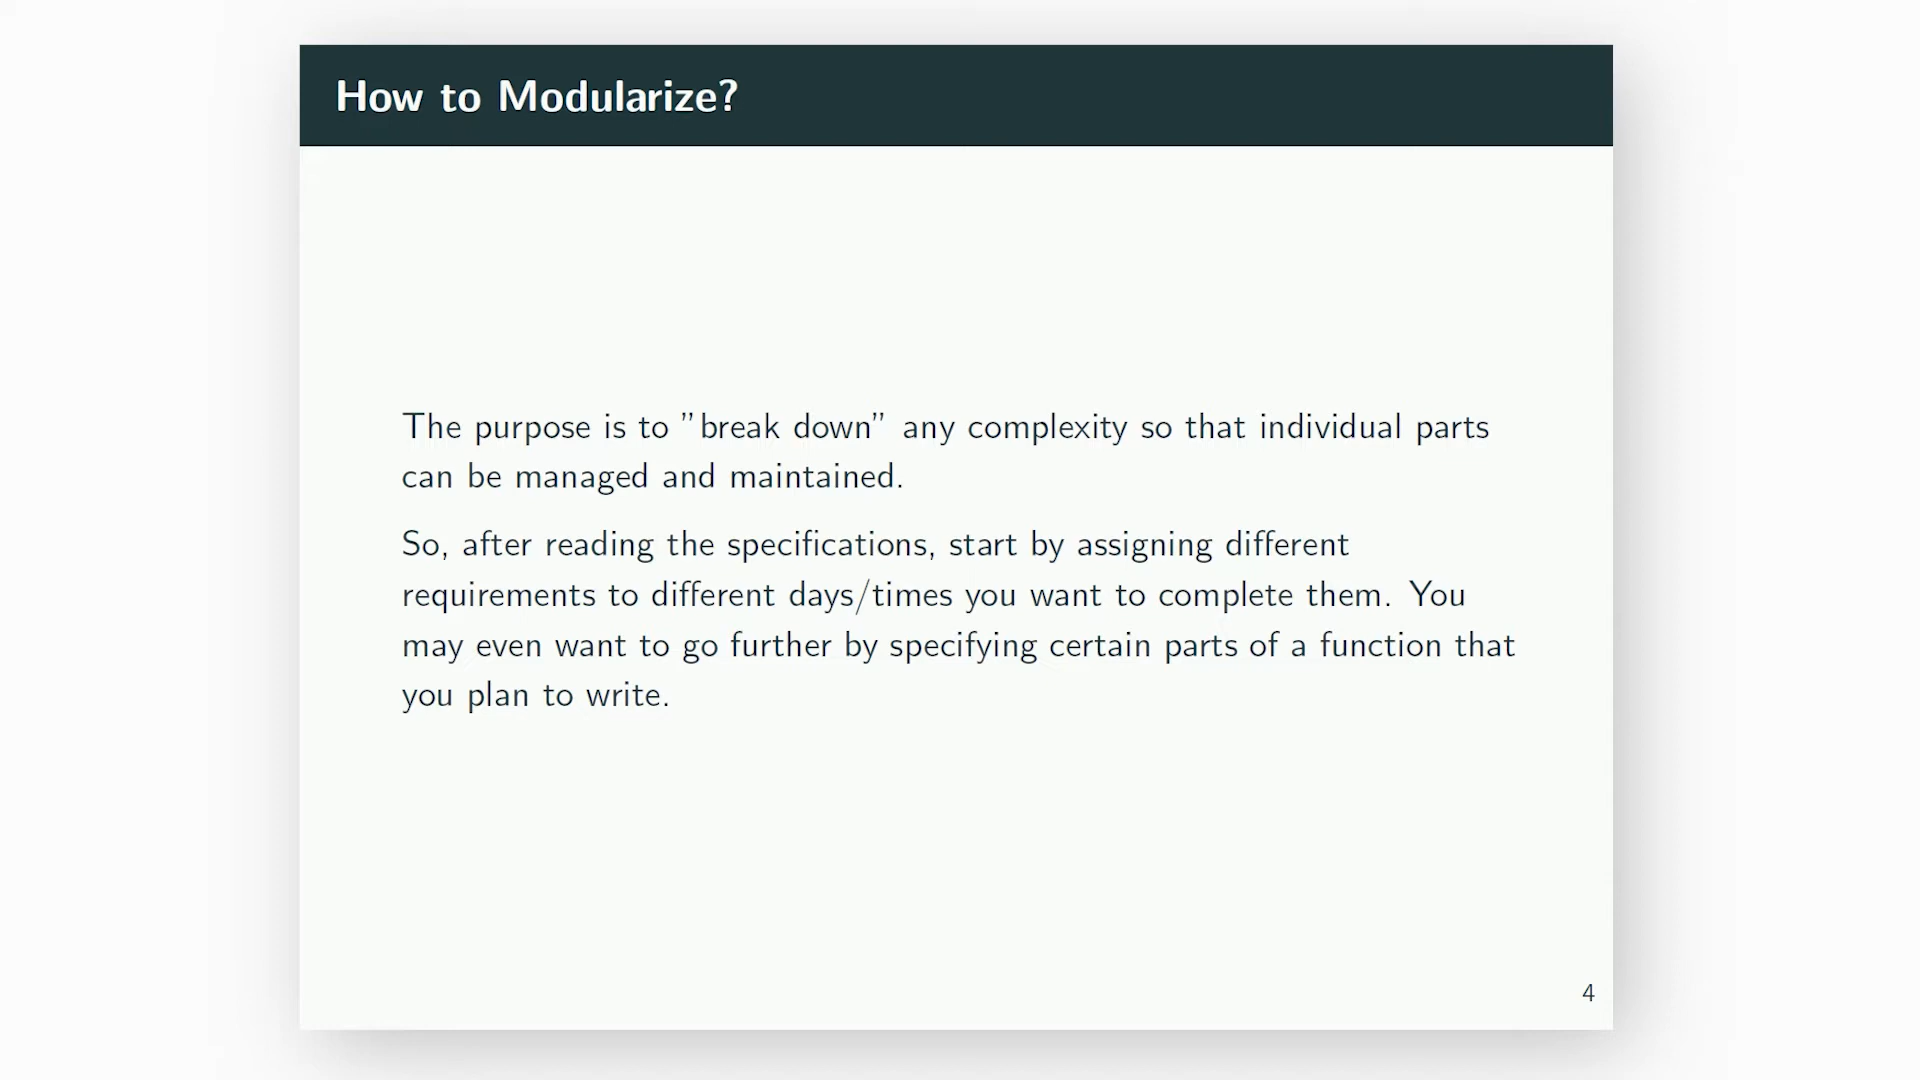 How to Modularize?
The purpose is to ”break down” any complexity so that individual parts
can be managed and maintained.
So, after reading the specifications, start by assigning different
requirements to different days/times you want to complete them. You
may even want to go further by specifying certain parts of a function that
you plan to write.
4